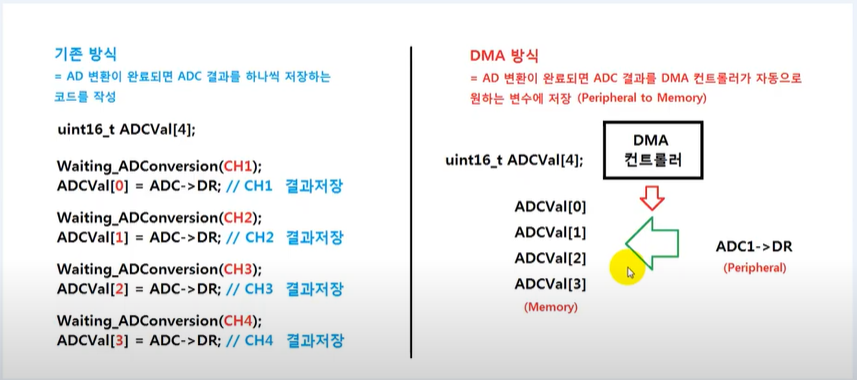 기존 방식
= AD 변환이 완료되면 ADC 결과를 하나씩 저장하는
코드를 작성
uint16_t ADCVal[4];
Waiting_ADConversion(CH1);
ADCVal[0] = ADC->DR; // CH1 결과저장
Waiting_ADConversion(CH2);
ADCVal[1] = ADC->DR; // CH2 결과저장
Waiting_ADConversion(CH3);
ADCVal[2] = ADC->DR; // CH3 결과저장
Waiting_ADConversion(CH4);
ADCVal[3] = ADC->DR; // CH4 결과저장
DMA 방식
= AD 변환이 완료되면 ADC 결과를 DMA 컨트롤러가 자동으로
원하는 변수에 저장 (Peripheral to Memory)
DMA
컨트롤러
uint16_t ADCVal[4];
ADCVal[0]
ADCVal[1]
ADCVal[2]
ADCVal[3]
(Memory)
ADC1->DR
(Peripheral)